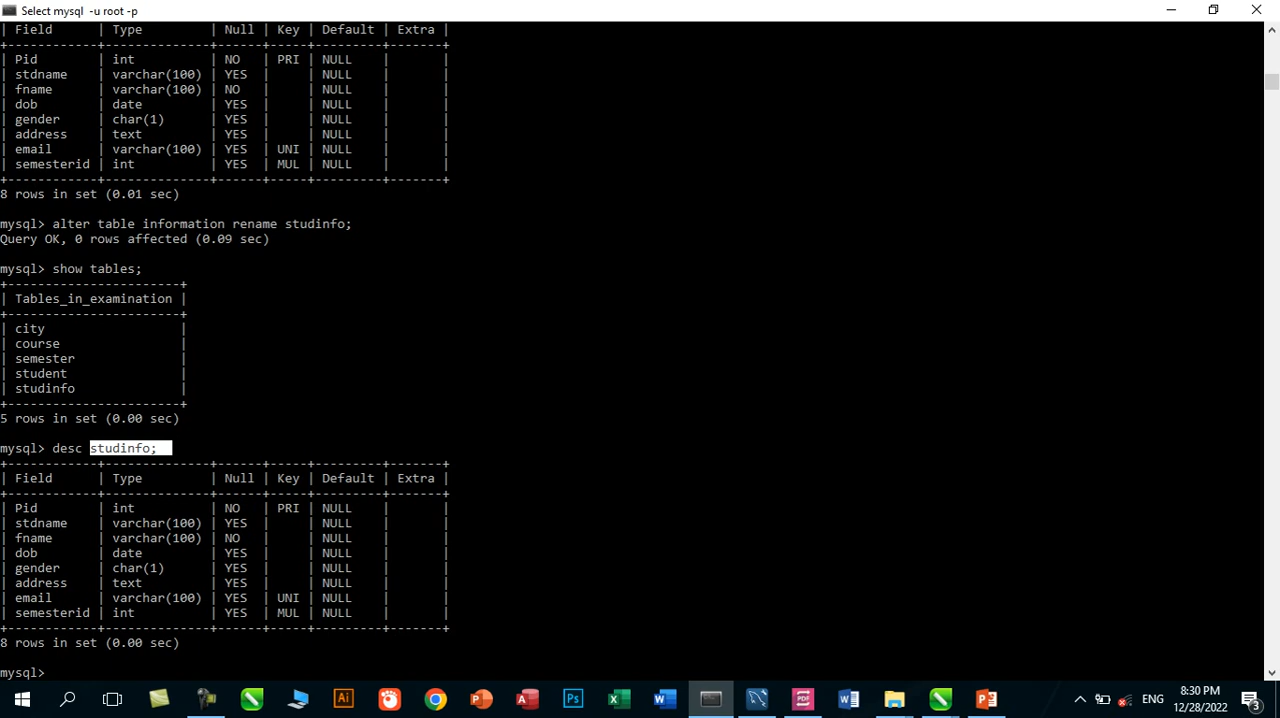 Select mysql -u root -p
| Field | Type | Null | Key | Default | Extra |
+------------+--------------+------+-----+---------+-------+
| Pid | int | NO | PRI | NULL | |
| stdname | varchar(100) | YES | | NULL | |
| fname | varchar(100) | NO | | NULL | |
| dob | date | YES | | NULL | |
| gender | char(1) | YES | | NULL | |
| address | text | YES | | NULL | |
| email | varchar(100) | YES | UNI | NULL | |
| semesterid | int | YES | MUL | NULL | |
+------------+--------------+------+-----+---------+-------+
8 rows in set (0.01 sec)
mysql> alter table information rename studinfo;
Query OK, 0 rows affected (0.09 sec)
mysql> show tables;
+-----------------------+
| Tables_in_examination |
+-----------------------+
| city |
| course |
| semester |
| student |
| studinfo |
+-----------------------+
5 rows in set (0.00 sec)
mysql> desc studinfo;
+------------+--------------+------+-----+---------+-------+
| Field | Type | Null | Key | Default | Extra |
+------------+--------------+------+-----+---------+-------+
| Pid | int | NO | PRI | NULL | |
| stdname | varchar(100) | YES | | NULL | |
| fname | varchar(100) | NO | | NULL | |
| dob | date | YES | | NULL | |
| gender | char(1) | YES | | NULL | |
| address | text | YES | | NULL | |
| email | varchar(100) | YES | UNI | NULL | |
| semesterid | int | YES | MUL | NULL | |
+------------+--------------+------+-----+---------+-------+
8 rows in set (0.00 sec)
mysql>
Ai
Ps
PDF
ENG
8:30 PM
12/28/2022
3